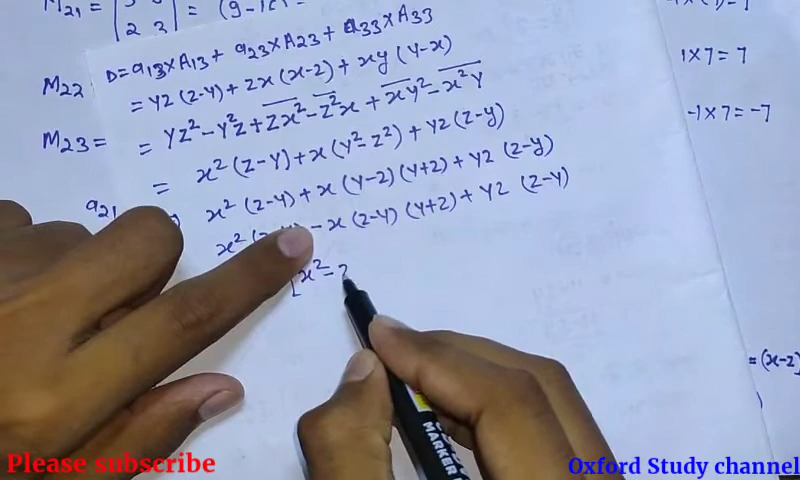 M21 =
2 3
= (9-1
D=a13×A13+ a23×A23+ a33×A33
M22
= YZ (Z-Y) + ZX (x-z) + xy (Y-x)
M23 =
= YZ² - Y²Z + Zx² - Z²x + xy² - x²Y
= x² (Z-Y) + x (Y²-Z²) + YZ (Z-y)
a21
x² (Z-Y) + x (Y-Z) (Y+Z) + YZ (Z-y)
x² - x (Z-Y) (Y+Z) + YZ (Z-Y)
[x² -
1 × 7 = 7
-1 × 7 = -7
= (x-z)
Please subscribe
Oxford Study channel
MARKER